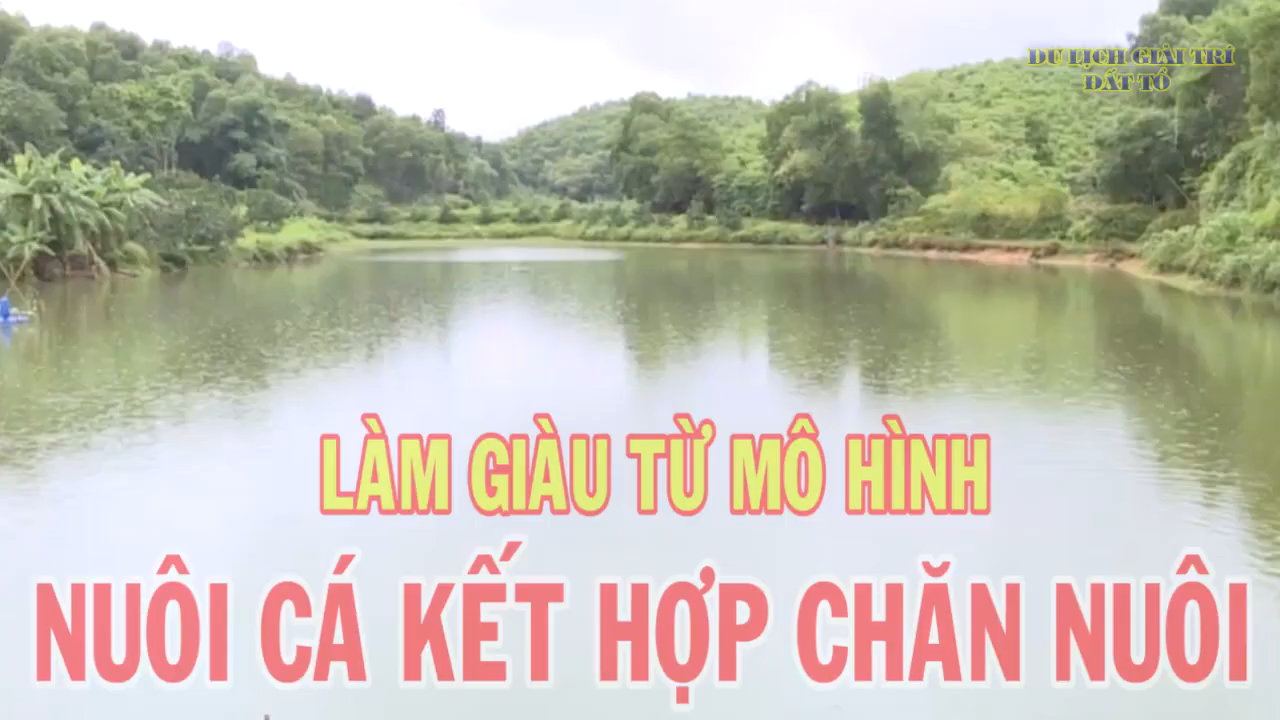 DU LỊCH GIẢI TRÍ
ĐẤT TỔ
LÀM GIÀU TỪ MÔ HÌNH
NUÔI CÁ KẾT HỢP CHĂN NUÔI